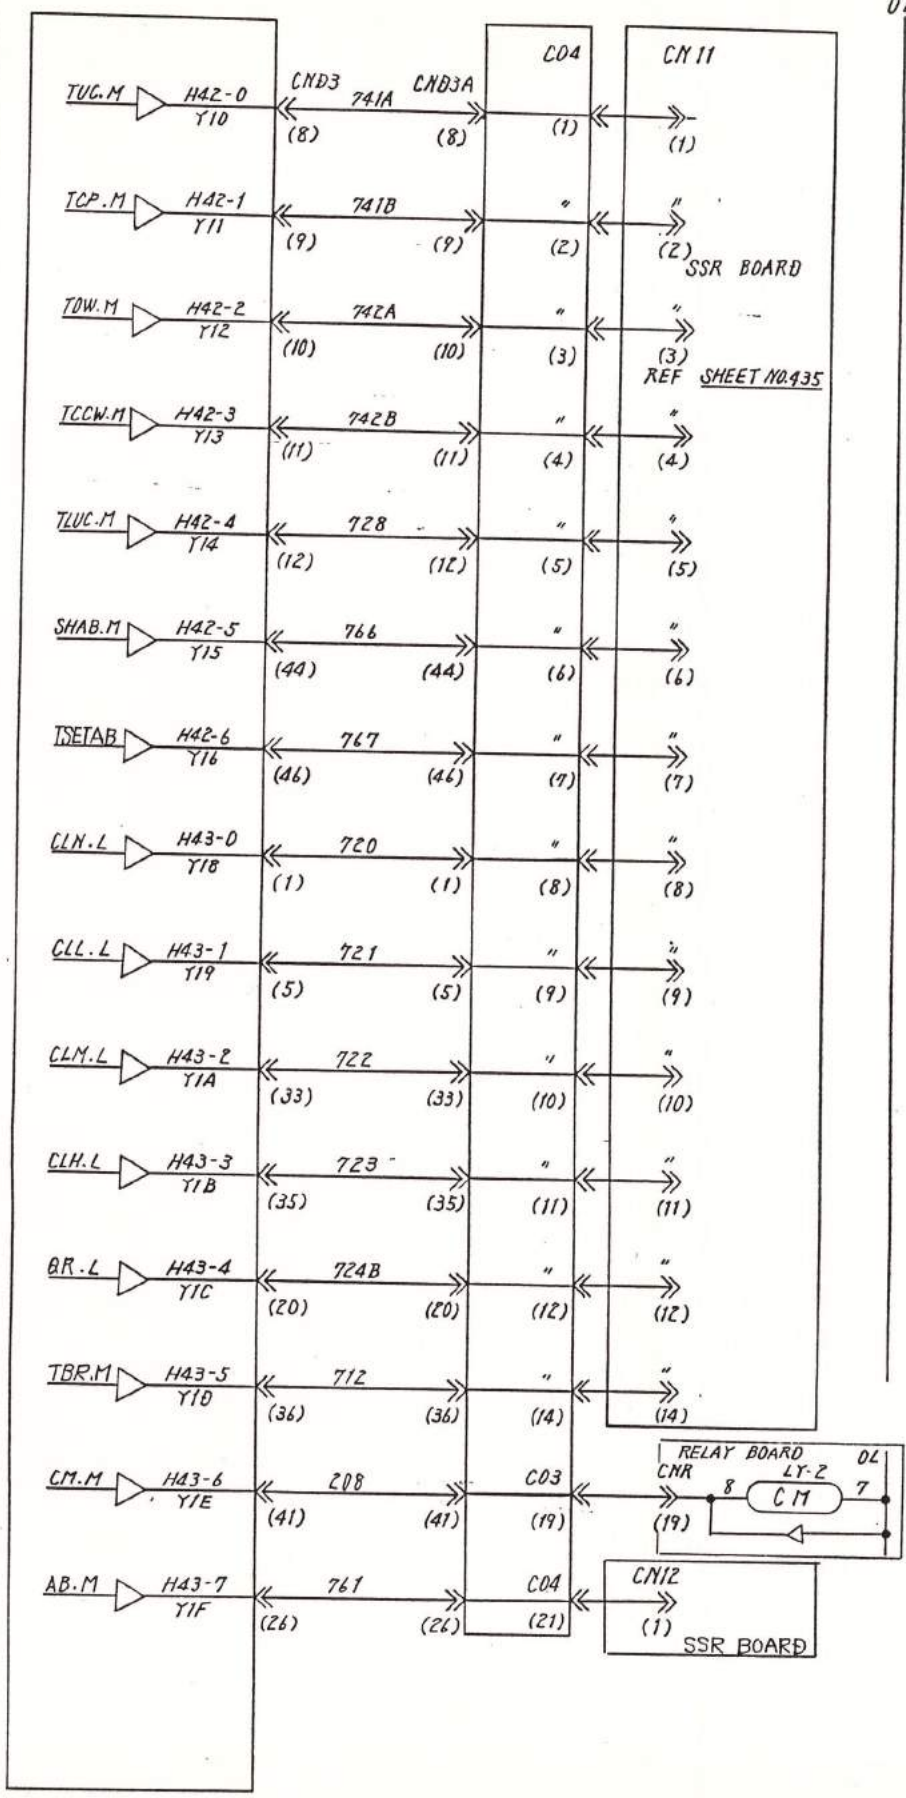 CO4 CN11
CND3 CND3A
TUC.M H42-0 741A
Y10 (8) (8) (1) (1)
TCP.M H42-1 741B " "
Y11 (9) (9) (2) (2)
SSR BOARD
TDW.M H42-2 742A " "
Y12 (10) (10) (3) (3)
REF SHEET NO.435
TCCW.M H42-3 742B " "
Y13 (11) (11) (4) (4)
TLUC.M H42-4 728 " "
Y14 (12) (12) (5) (5)
SHAB.M H42-5 766 " "
Y15 (44) (44) (6) (6)
TSETAB H42-6 767 " "
Y16 (46) (46) (7) (7)
CLN.L H43-0 720 " "
Y18 (1) (1) (8) (8)
CLL.L H43-1 721 " "
Y19 (5) (5) (9) (9)
CLM.L H43-2 722 " "
Y1A (33) (33) (10) (10)
CLH.L H43-3 723 " "
Y1B (35) (35) (11) (11)
H43-4 724B " "
Y1C (20) (20) (12) (12)
TBR.M H43-5 712 " "
Y1D (36) (36) (14) (14)
RELAY BOARD OL
CM.M H43-6 208 CO3 CNR LY-2
8 CM 7
Y1E (41) (41) (19) (19)
AB.M H43-7 761 CO4 CN12
Y1F (26) (26) (21) (1)
SSR BOARD